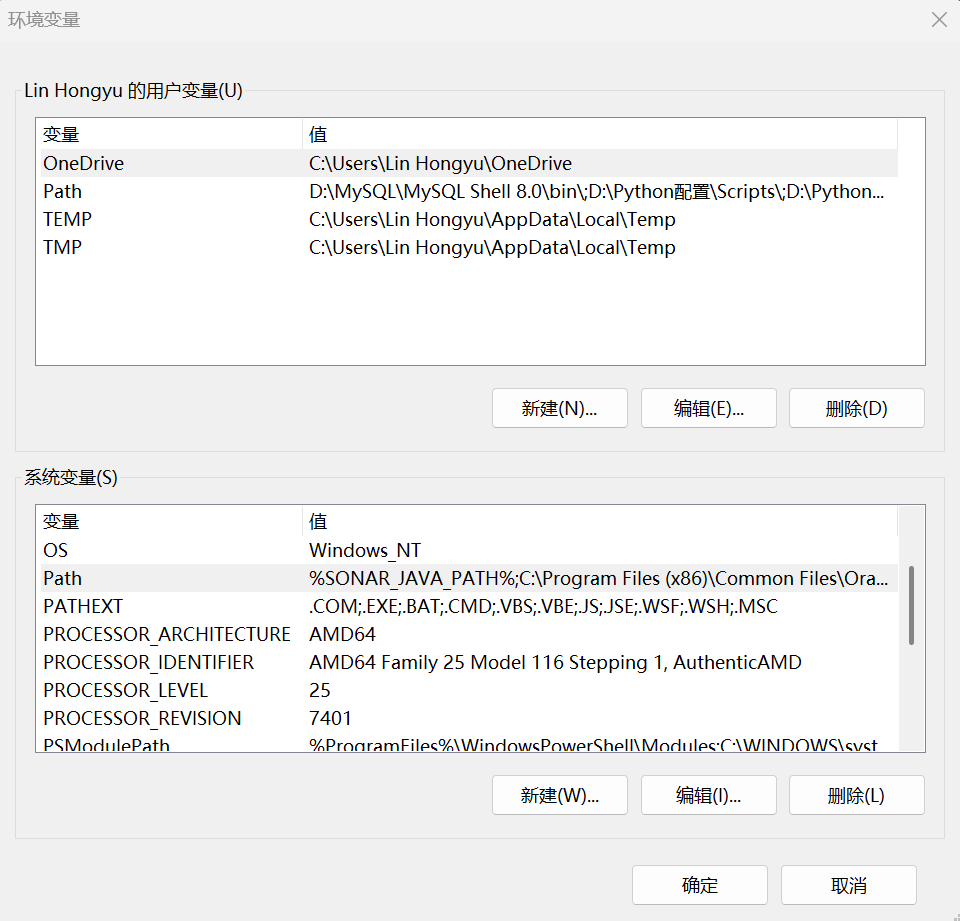 环境变量
Lin Hongyu 的用户变量(U)
变量 值
OneDrive C:\Users\Lin Hongyu\OneDrive
Path D:\MySQL\MySQL Shell 8.0\bin\;D:\Python配置\Scripts\;D:\Python...
TEMP C:\Users\Lin Hongyu\AppData\Local\Temp
TMP C:\Users\Lin Hongyu\AppData\Local\Temp
新建(N)... 编辑(E)... 删除(D)
系统变量(S)
变量 值
OS Windows_NT
Path %SONAR_JAVA_PATH%;C:\Program Files (x86)\Common Files\Ora...
PATHEXT .COM;.EXE;.BAT;.CMD;.VBS;.VBE;.JS;.JSE;.WSF;.WSH;.MSC
PROCESSOR_ARCHITECTURE AMD64
PROCESSOR_IDENTIFIER AMD64 Family 25 Model 116 Stepping 1, AuthenticAMD
PROCESSOR_LEVEL 25
PROCESSOR_REVISION 7401
PSModulePath %ProgramFiles%\WindowsPowerShell\Modules;C:\WINDOWS\syst
新建(W)... 编辑(I)... 删除(L)
确定 取消